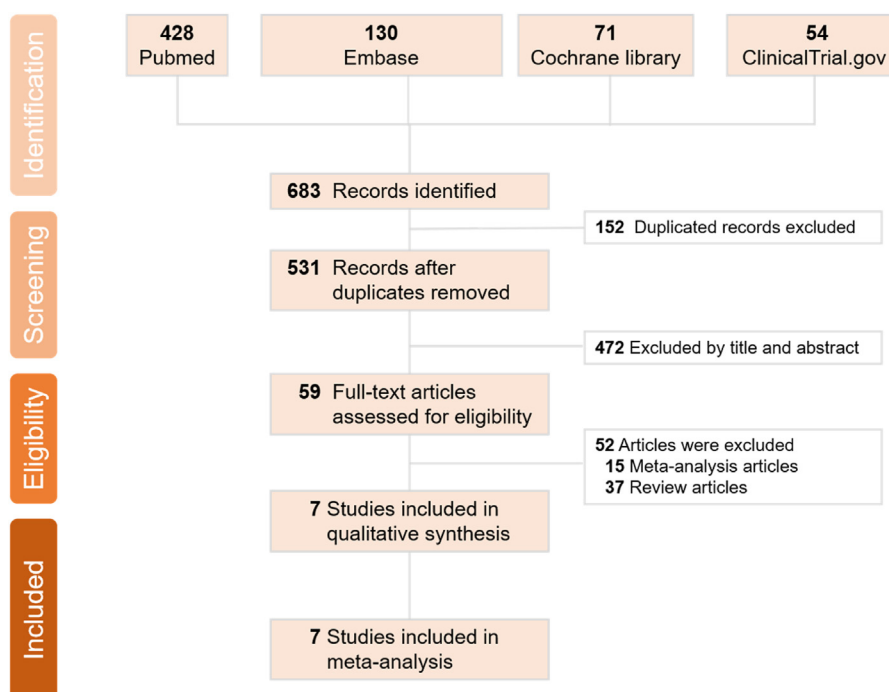 Identification
428
Pubmed
130
Embase
71
Cochrane library
54
ClinicalTrial.gov
683 Records identified
Screening
152 Duplicated records excluded
531 Records after
duplicates removed
472 Excluded by title and abstract
Eligibility
59 Full-text articles
assessed for eligibility
52 Articles were excluded
15 Meta-analysis articles
37 Review articles
7 Studies included in
qualitative synthesis
Included
7 Studies included in
meta-analysis